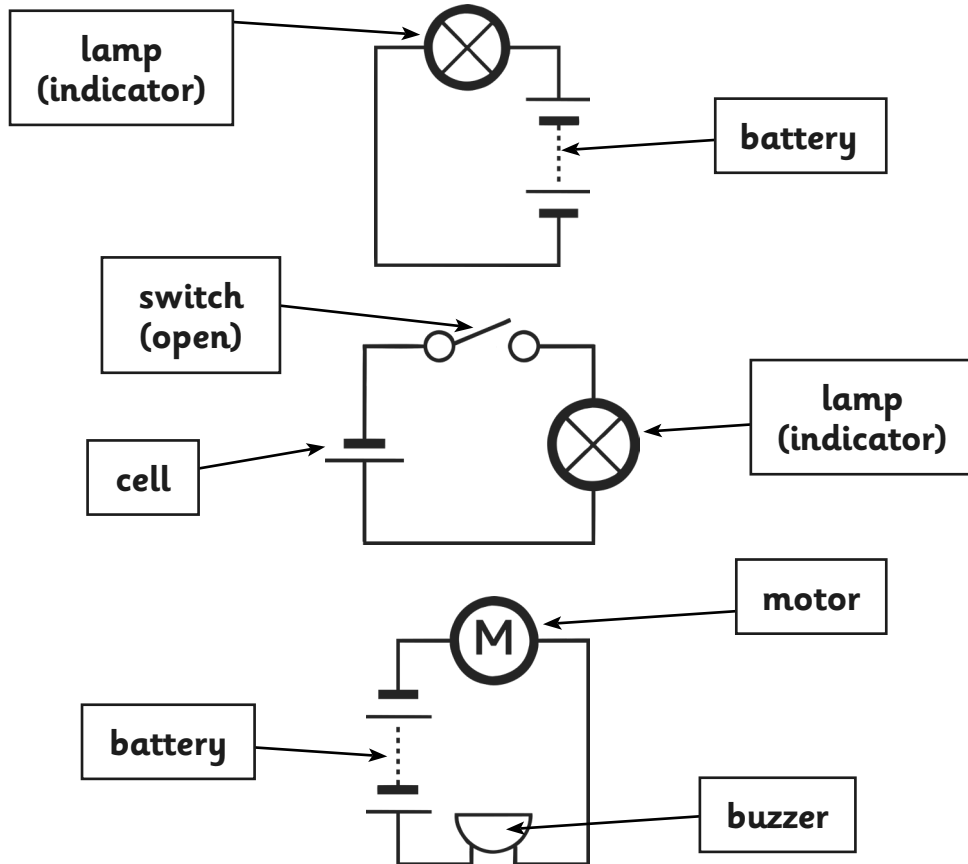 lamp
(indicator)
battery
switch
(open)
lamp
(indicator)
cell
motor
M
battery
buzzer